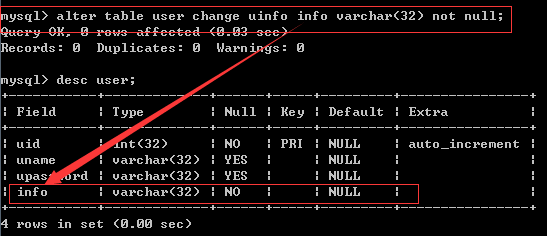 mysql> alter table user change uinfo info varchar(32) not null;
Query OK, 0 rows affected (0.03 sec)
Records: 0  Duplicates: 0  Warnings: 0
mysql> desc user;
+-----------+-------------+------+-----+---------+----------------+
| Field     | Type        | Null | Key | Default | Extra          |
+-----------+-------------+------+-----+---------+----------------+
| uid       | int(32)     | NO   | PRI | NULL    | auto_increment |
| uname     | varchar(32) | YES  |     | NULL    |                |
| upassword | varchar(32) | YES  |     | NULL    |                |
| info      | varchar(32) | NO   |     | NULL    |                |
+-----------+-------------+------+-----+---------+----------------+
4 rows in set (0.00 sec)